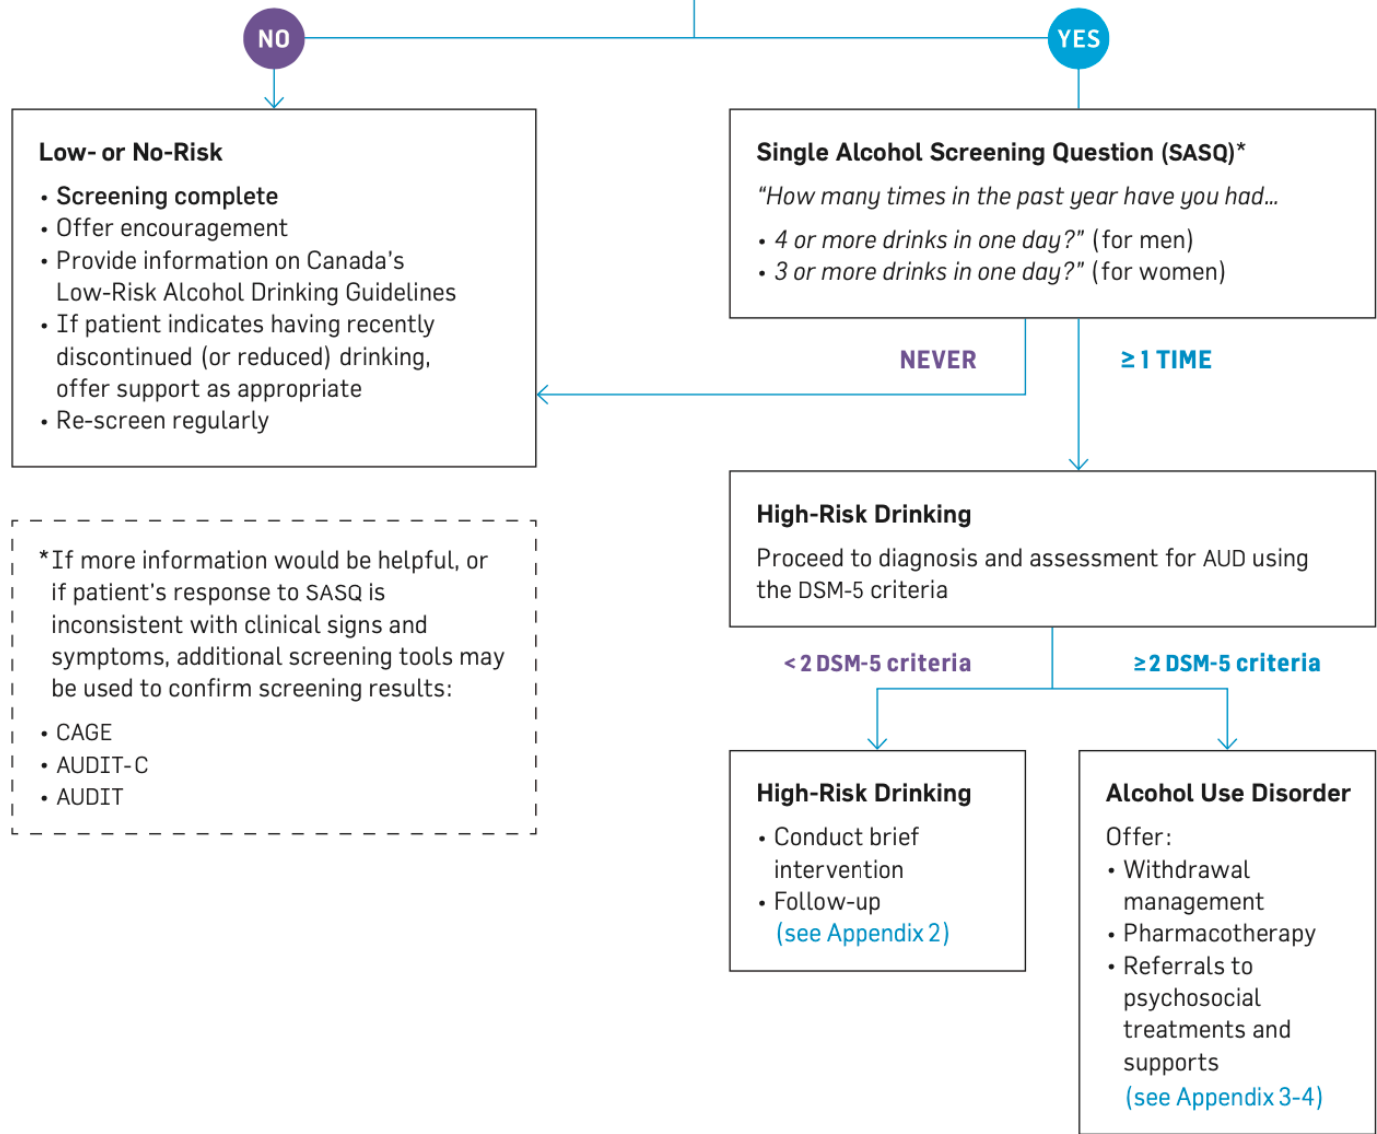 NO
YES
Low- or No-Risk
• Screening complete
• Offer encouragement
• Provide information on Canada’s
Low-Risk Alcohol Drinking Guidelines
• If patient indicates having recently
discontinued (or reduced) drinking,
offer support as appropriate
• Re-screen regularly
Single Alcohol Screening Question (SASQ)*
“How many times in the past year have you had…
• 4 or more drinks in one day?” (for men)
• 3 or more drinks in one day?” (for women)
NEVER
≥ 1 TIME
*If more information would be helpful, or
if patient’s response to SASQ is
inconsistent with clinical signs and
symptoms, additional screening tools may
be used to confirm screening results:
• CAGE
• AUDIT-C
• AUDIT
High-Risk Drinking
Proceed to diagnosis and assessment for AUD using
the DSM-5 criteria
< 2 DSM-5 criteria
≥ 2 DSM-5 criteria
High-Risk Drinking
• Conduct brief
intervention
• Follow-up
(see Appendix 2)
Alcohol Use Disorder
Offer:
• Withdrawal
management
• Pharmacotherapy
• Referrals to
psychosocial
treatments and
supports
(see Appendix 3-4)